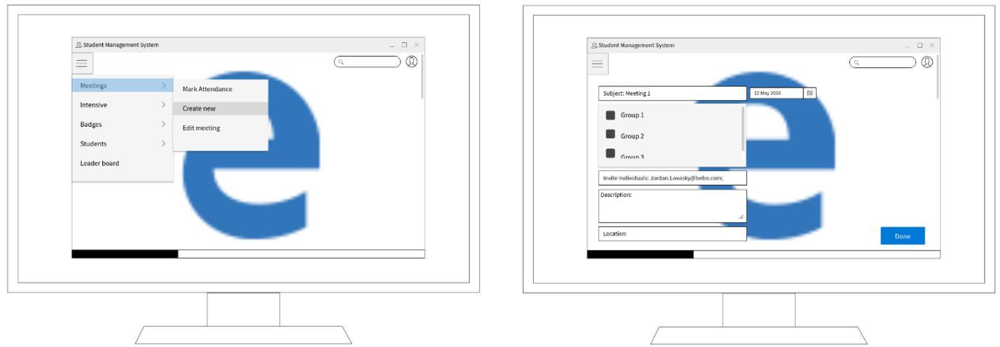 Student Management System
Meetings
Intensive
Badges
Students
Leader board
Mark Attendance
Create new
Edit meeting
Student Management System
Subject: Meeting 1
12 May 2016
Group 1
Group 2
Group 3
Invite Individuals: Jordan.Lovasky@bebo.com;
Description:
Location:
Done